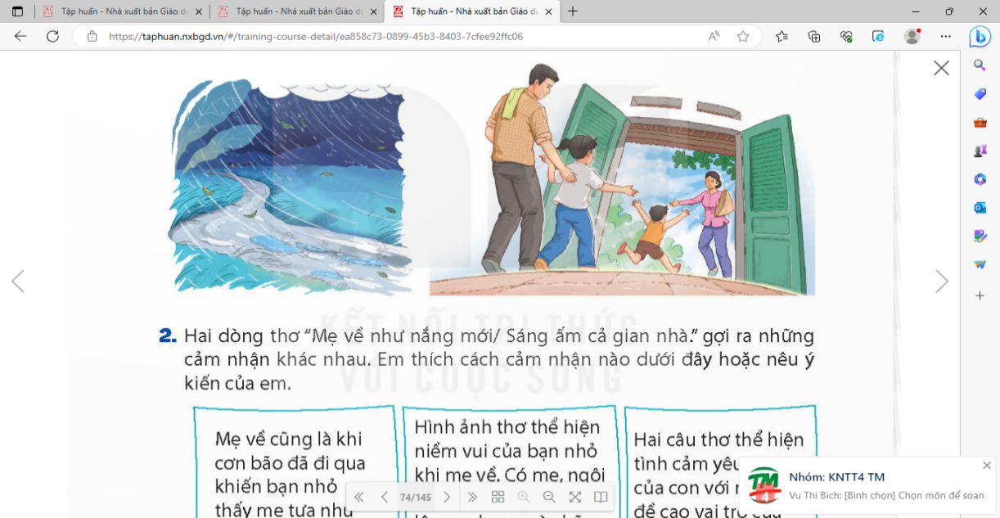 Tập huấn - Nhà xuất bản Giáo dụ
Tập huấn - Nhà xuất bản Giáo dụ
Tập huấn - Nhà xuất bản Giáo dụ
https://taphuan.nxbgd.vn/#/training-course-detail/ea858c73-0899-45b3-8403-7cfee92ffc06
KẾT NỐI TRI THỨC
VỚI CUỘC SỐNG
2. Hai dòng thơ “Mẹ về như nắng mới/ Sáng ấm cả gian nhà.” gợi ra những
cảm nhận khác nhau. Em thích cách cảm nhận nào dưới đây hoặc nêu ý
kiến của em.
Mẹ về cũng là khi
cơn bão đã đi qua
khiến bạn nhỏ
thấy mẹ tựa như
Hình ảnh thơ thể hiện
niềm vui của bạn nhỏ
khi mẹ về. Có mẹ, ngôi
Hai câu thơ thể hiện
tình cảm yêu
của con với
đề cao vai trò
74/145
TM
4
Nhóm: KNTT4 TM
Vu Thi Bich: [Bình chọn] Chọn môn để soan